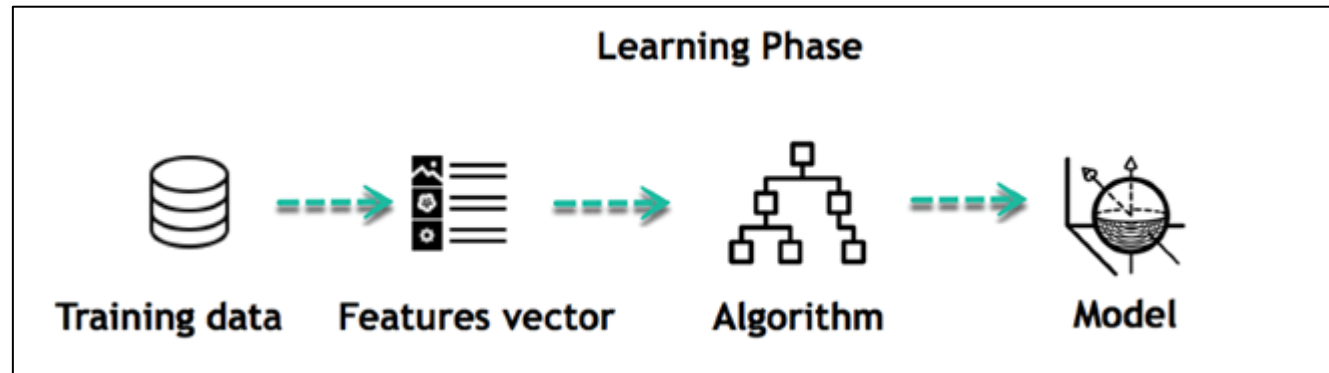 Learning Phase
Training data
Features vector
Algorithm
Model